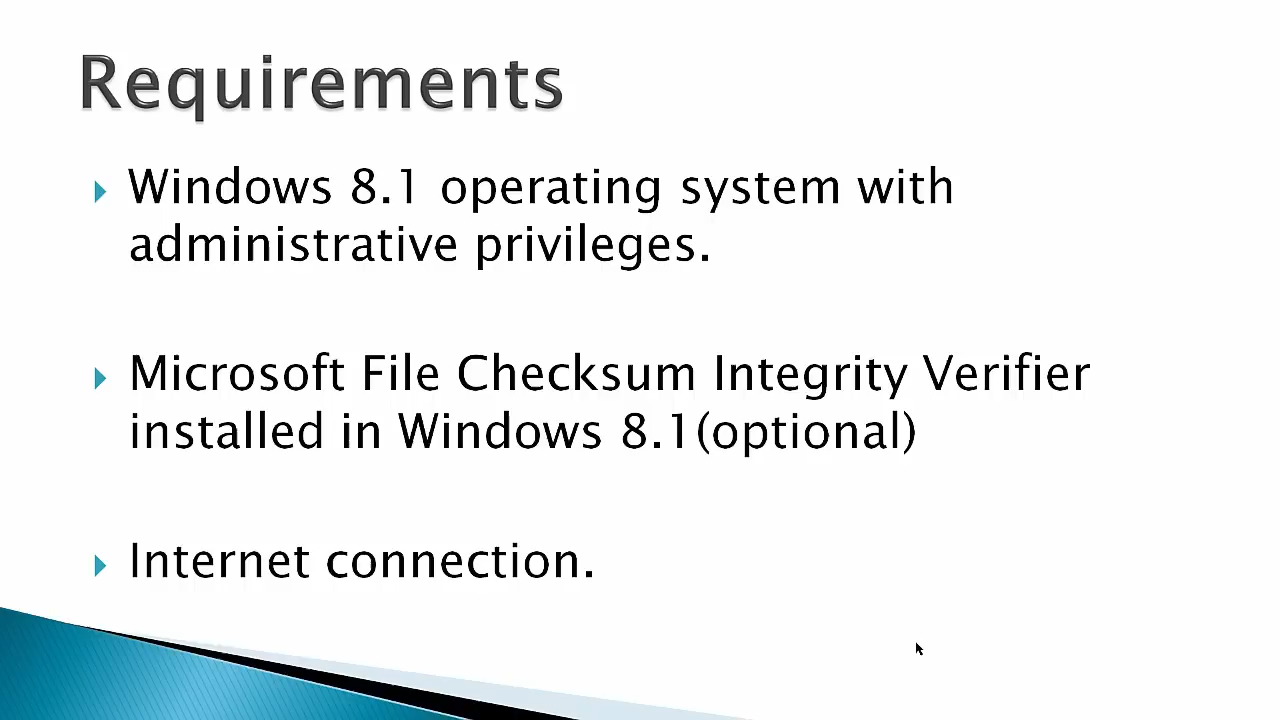 Requirements
Windows 8.1 operating system with
administrative privileges.
Microsoft File Checksum Integrity Verifier
installed in Windows 8.1(optional)
Internet connection.